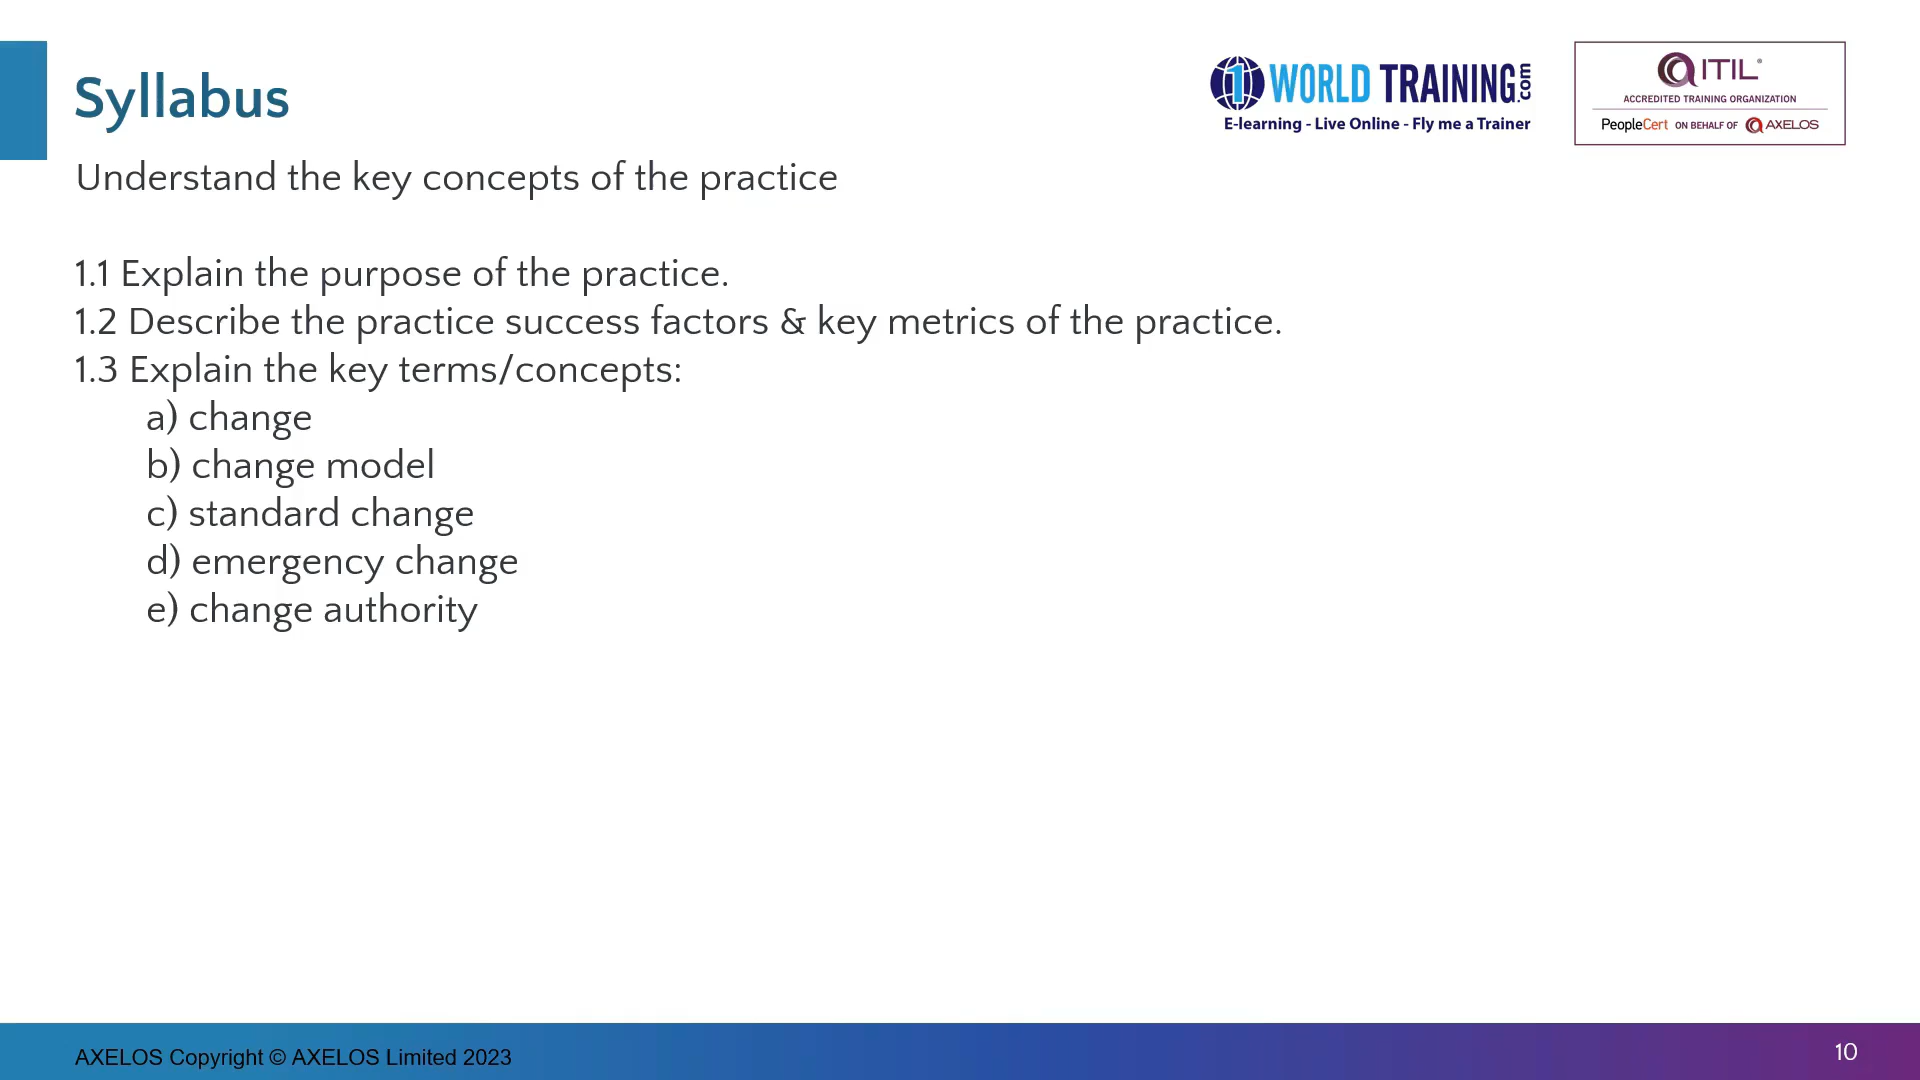 Syllabus
1 WORLD TRAINING.com
E-learning - Live Online - Fly me a Trainer
ITIL®
ACCREDITED TRAINING ORGANIZATION
PeopleCert ON BEHALF OF AXELOS
Understand the key concepts of the practice
1.1 Explain the purpose of the practice.
1.2 Describe the practice success factors & key metrics of the practice.
1.3 Explain the key terms/concepts:
a) change
b) change model
c) standard change
d) emergency change
e) change authority
AXELOS Copyright © AXELOS Limited 2023
10